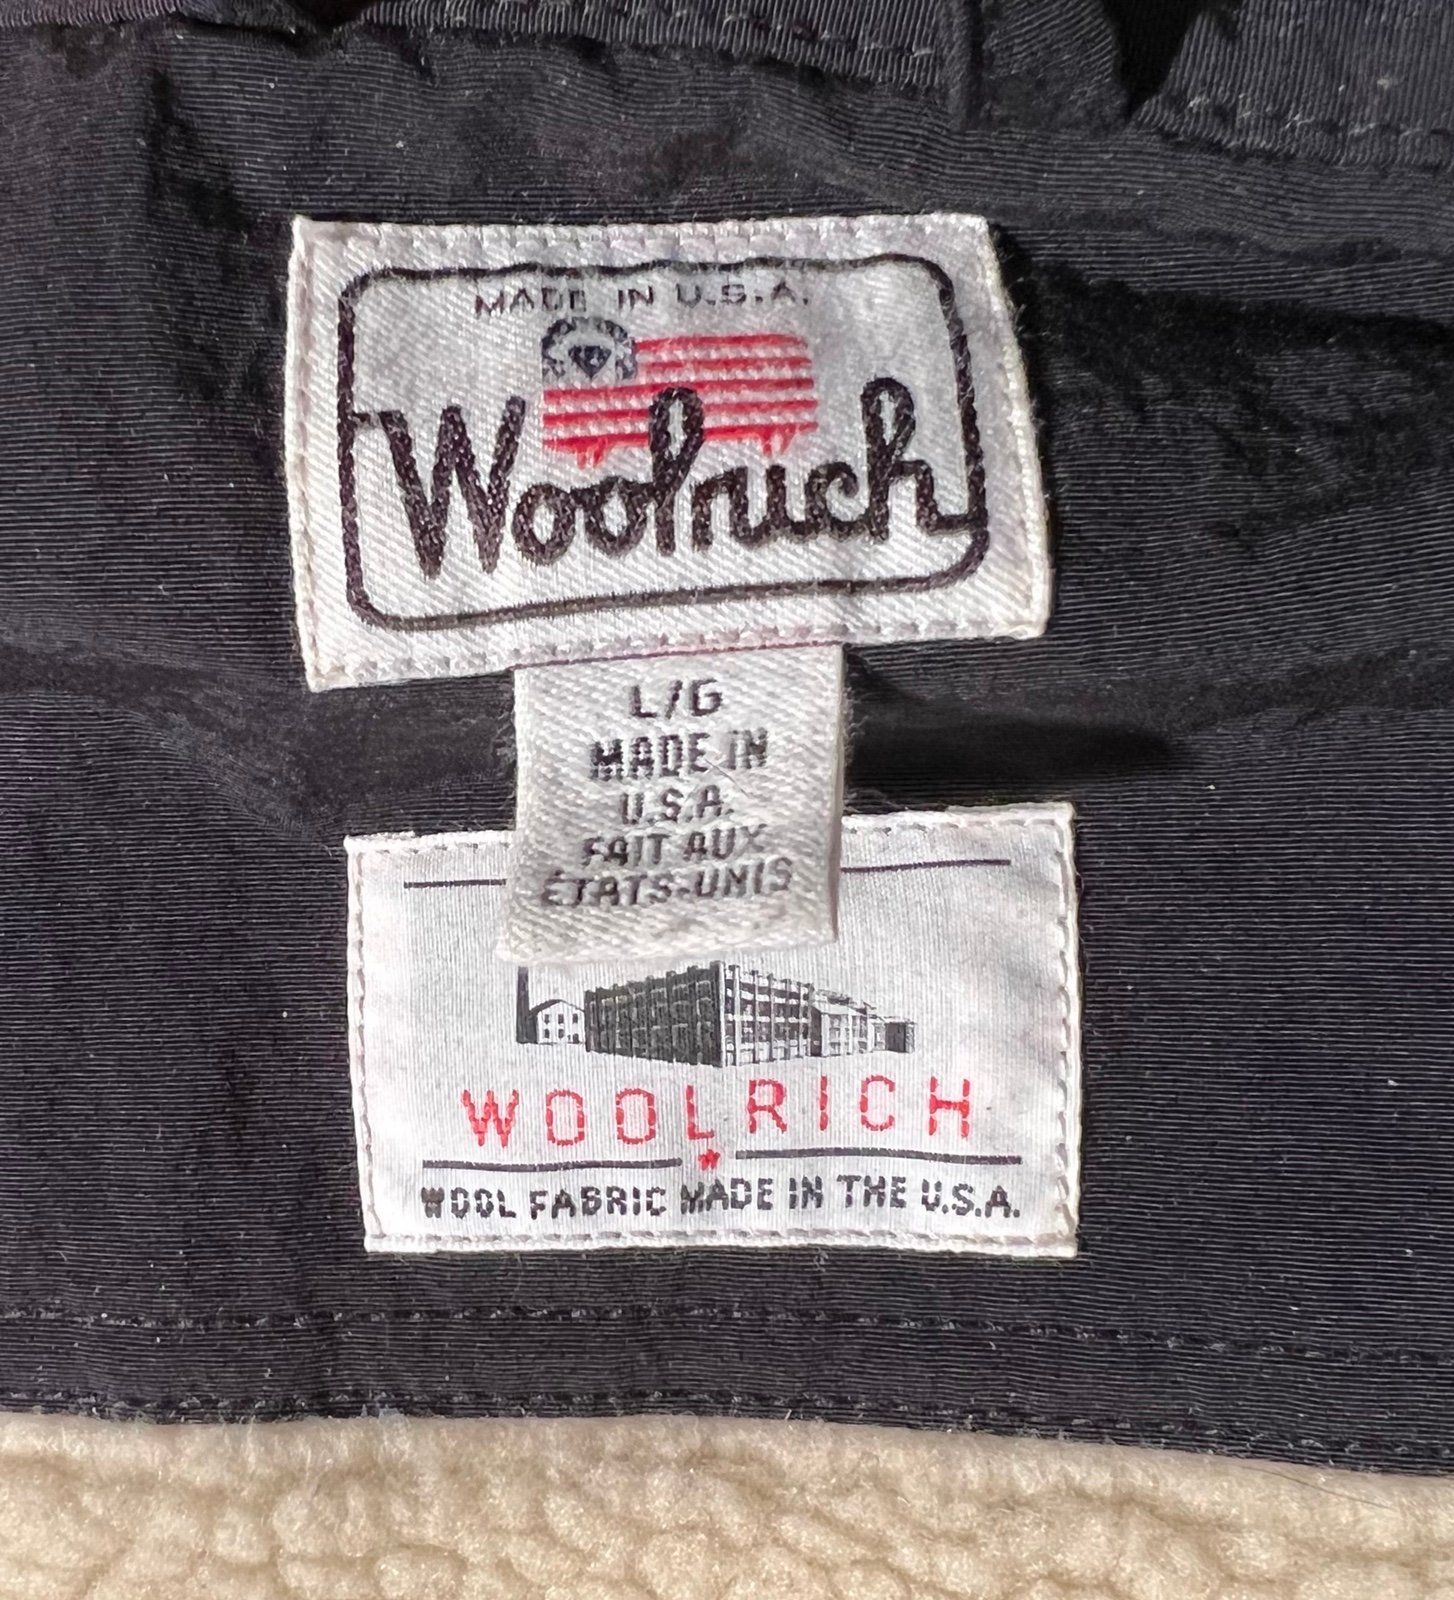 MADE IN U.S.A.
Woolrich
L/G
MADE IN
U.S.A.
FAIT AUX
ÉTATS-UNIS
WOOLRICH
WOOL FABRIC MADE IN THE U.S.A.